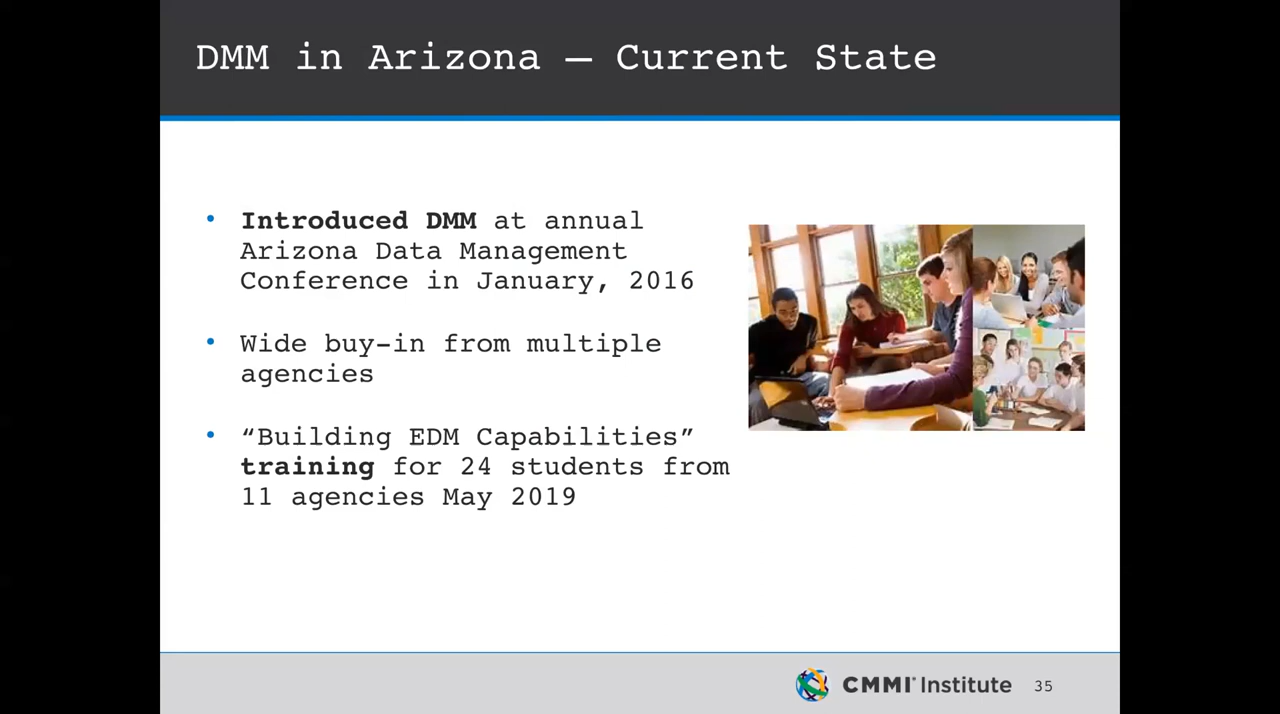 DMM in Arizona – Current State
• Introduced DMM at annual
Arizona Data Management
Conference in January, 2016
• Wide buy-in from multiple
agencies
• “Building EDM Capabilities”
training for 24 students from
11 agencies May 2019
CMMI® Institute 35